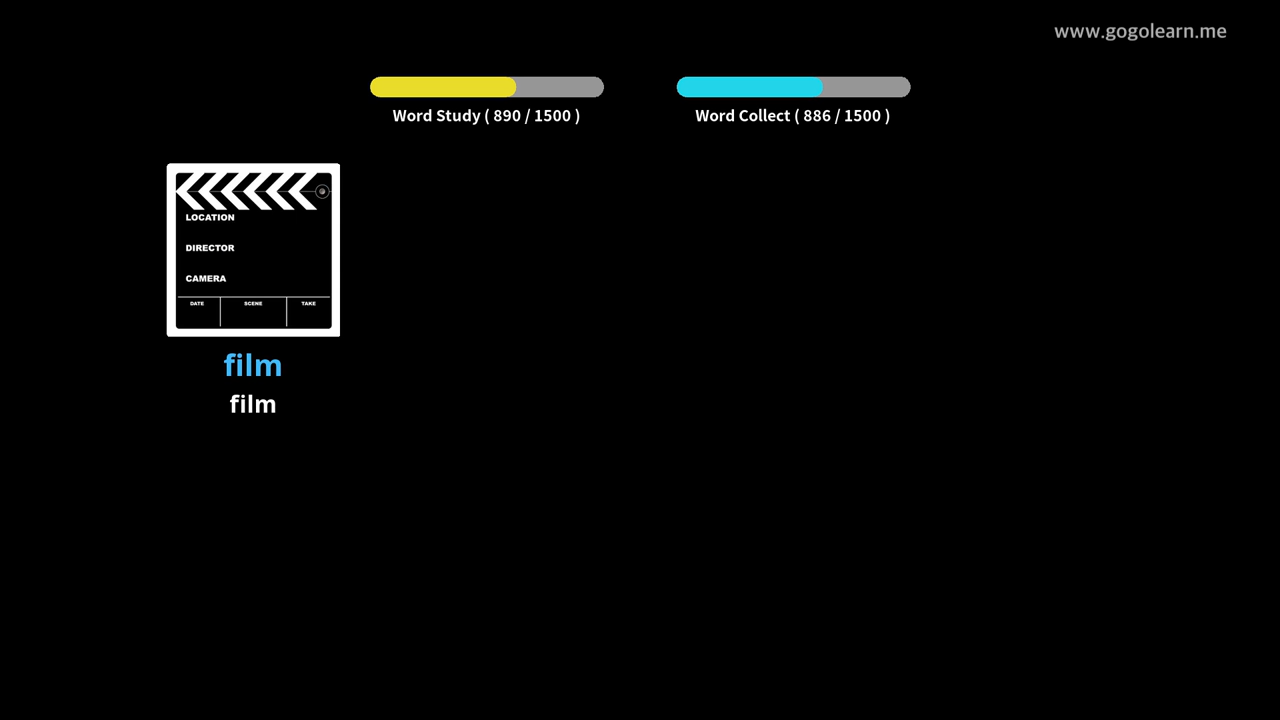 www.gogolearn.me
Word Study ( 890 / 1500 )
Word Collect ( 886 / 1500 )
LOCATION
DIRECTOR
CAMERA
DATE SCENE TAKE
film
film